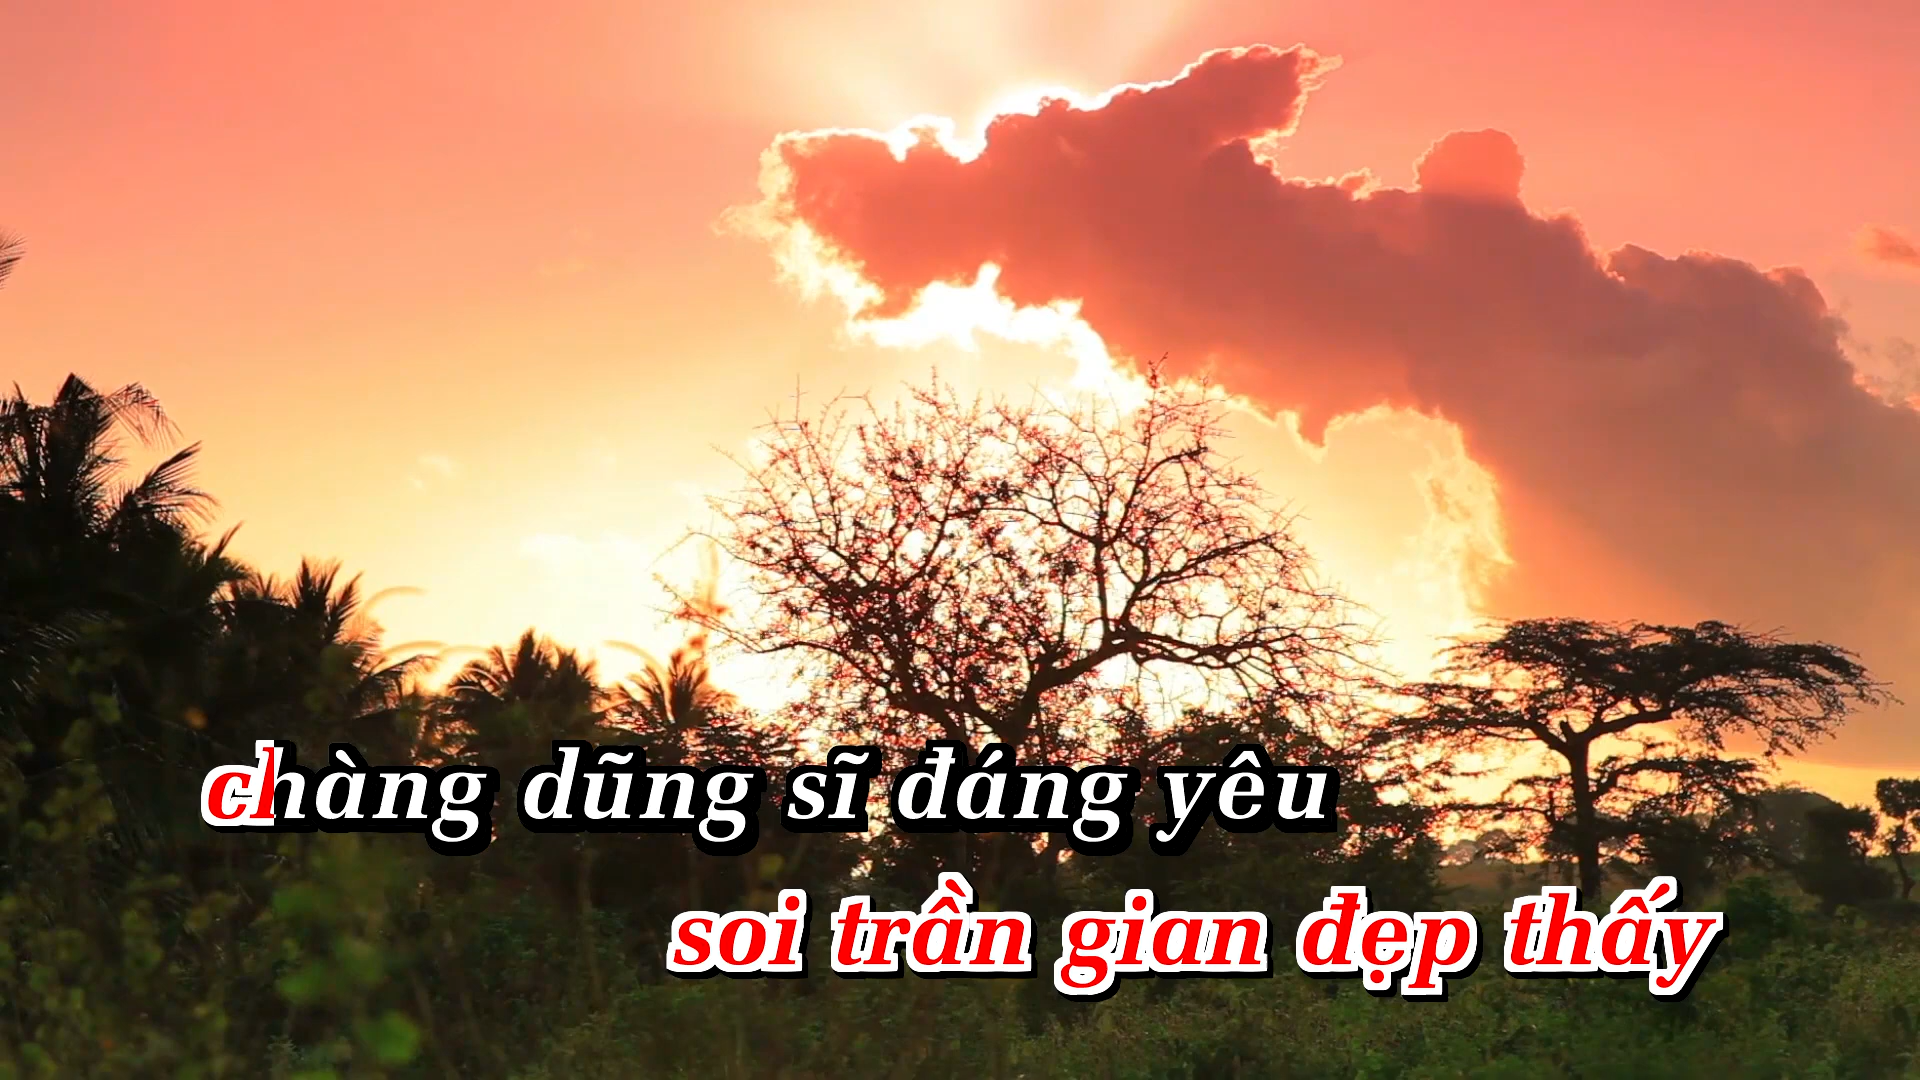 chàng dũng sĩ đáng yêu
soi trần gian đẹp thấy